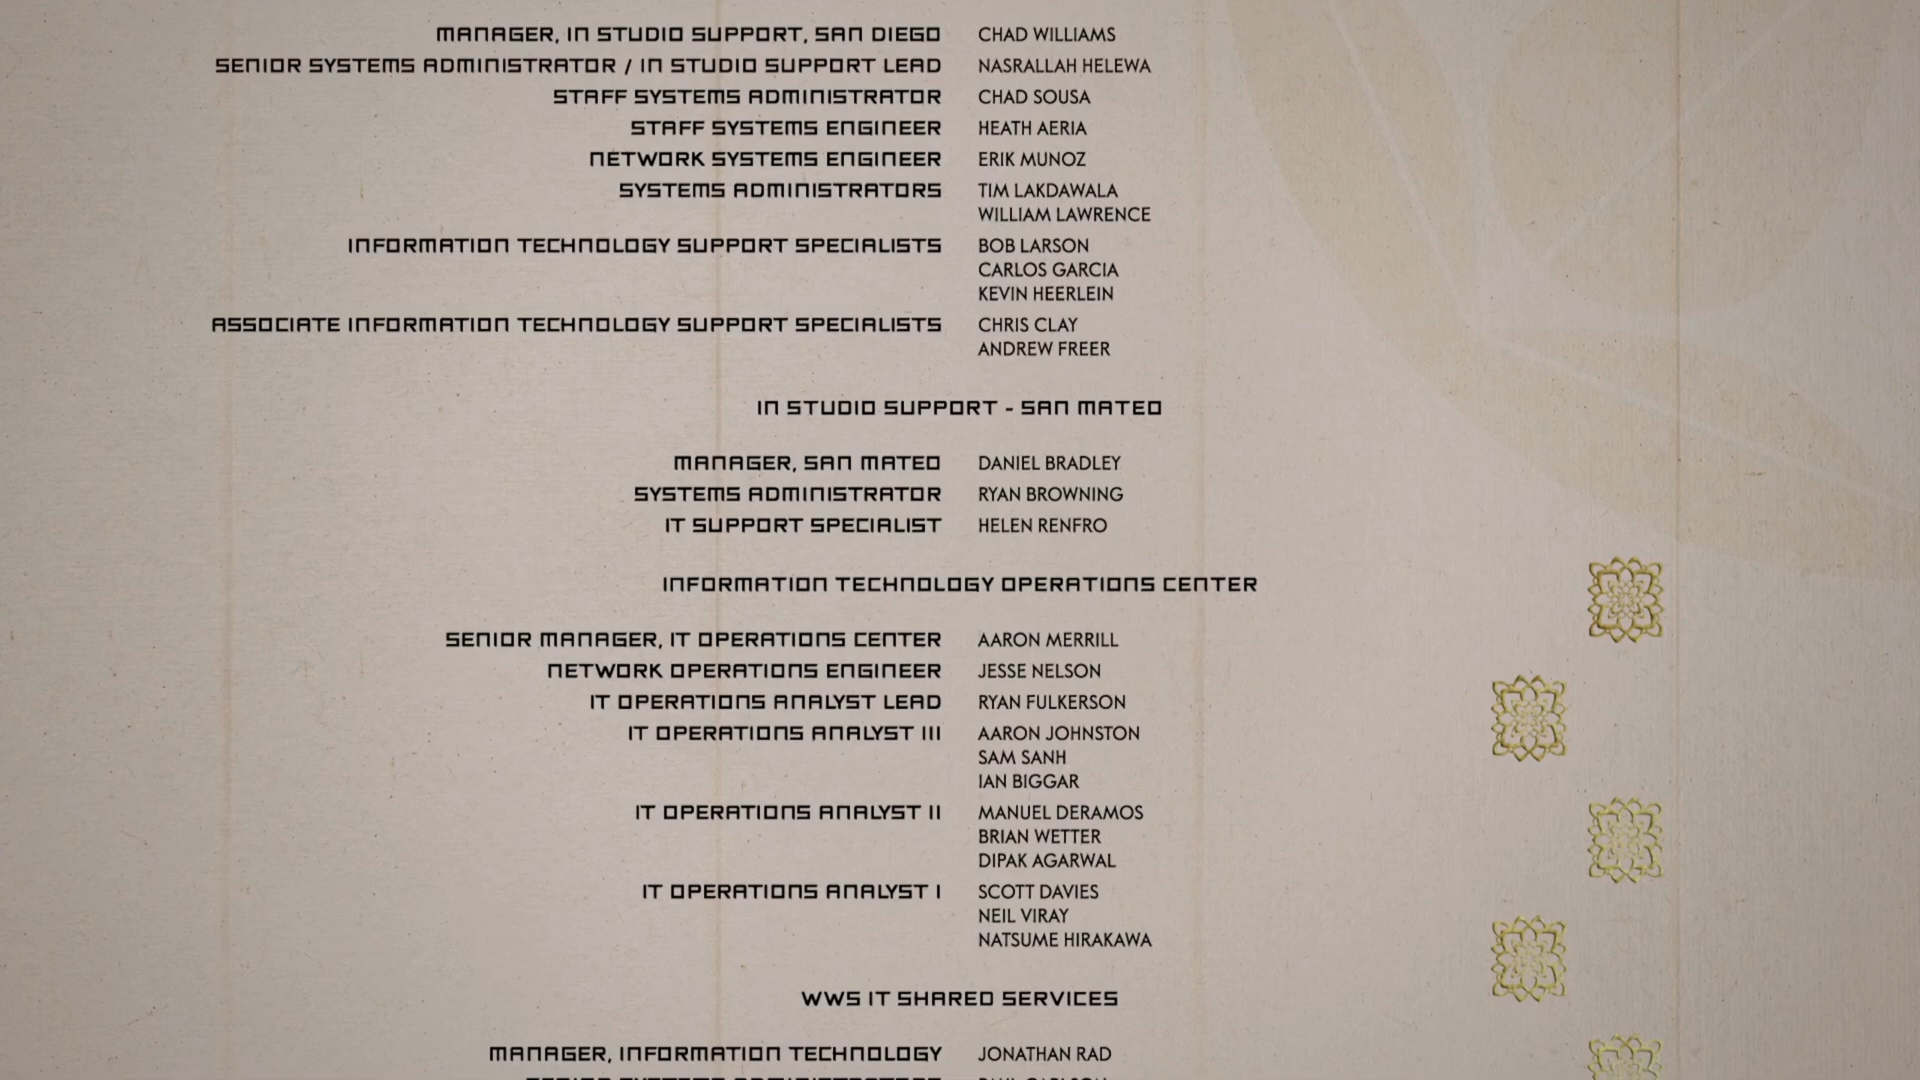 MANAGER, IN STUDIO SUPPORT, SAN DIEGO CHAD WILLIAMS
SENIOR SYSTEMS ADMINISTRATOR / IN STUDIO SUPPORT LEAD NASRALLAH HELEWA
STAFF SYSTEMS ADMINISTRATOR CHAD SOUSA
STAFF SYSTEMS ENGINEER HEATH AERIA
NETWORK SYSTEMS ENGINEER ERIK MUNOZ
SYSTEMS ADMINISTRATORS TIM LAKDAWALA
WILLIAM LAWRENCE
INFORMATION TECHNOLOGY SUPPORT SPECIALISTS BOB LARSON
CARLOS GARCIA
KEVIN HEERLEIN
ASSOCIATE INFORMATION TECHNOLOGY SUPPORT SPECIALISTS CHRIS CLAY
ANDREW FREER
IN STUDIO SUPPORT - SAN MATEO
MANAGER, SAN MATEO DANIEL BRADLEY
SYSTEMS ADMINISTRATOR RYAN BROWNING
IT SUPPORT SPECIALIST HELEN RENFRO
INFORMATION TECHNOLOGY OPERATIONS CENTER
SENIOR MANAGER, IT OPERATIONS CENTER AARON MERRILL
NETWORK OPERATIONS ENGINEER JESSE NELSON
IT OPERATIONS ANALYST LEAD RYAN FULKERSON
IT OPERATIONS ANALYST III AARON JOHNSTON
SAM SANH
IAN BIGGAR
IT OPERATIONS ANALYST II MANUEL DERAMOS
BRIAN WETTER
DIPAK AGARWAL
IT OPERATIONS ANALYST I SCOTT DAVIES
NEIL VIRAY
NATSUME HIRAKAWA
WWS IT SHARED SERVICES
MANAGER, INFORMATION TECHNOLOGY JONATHAN RAD